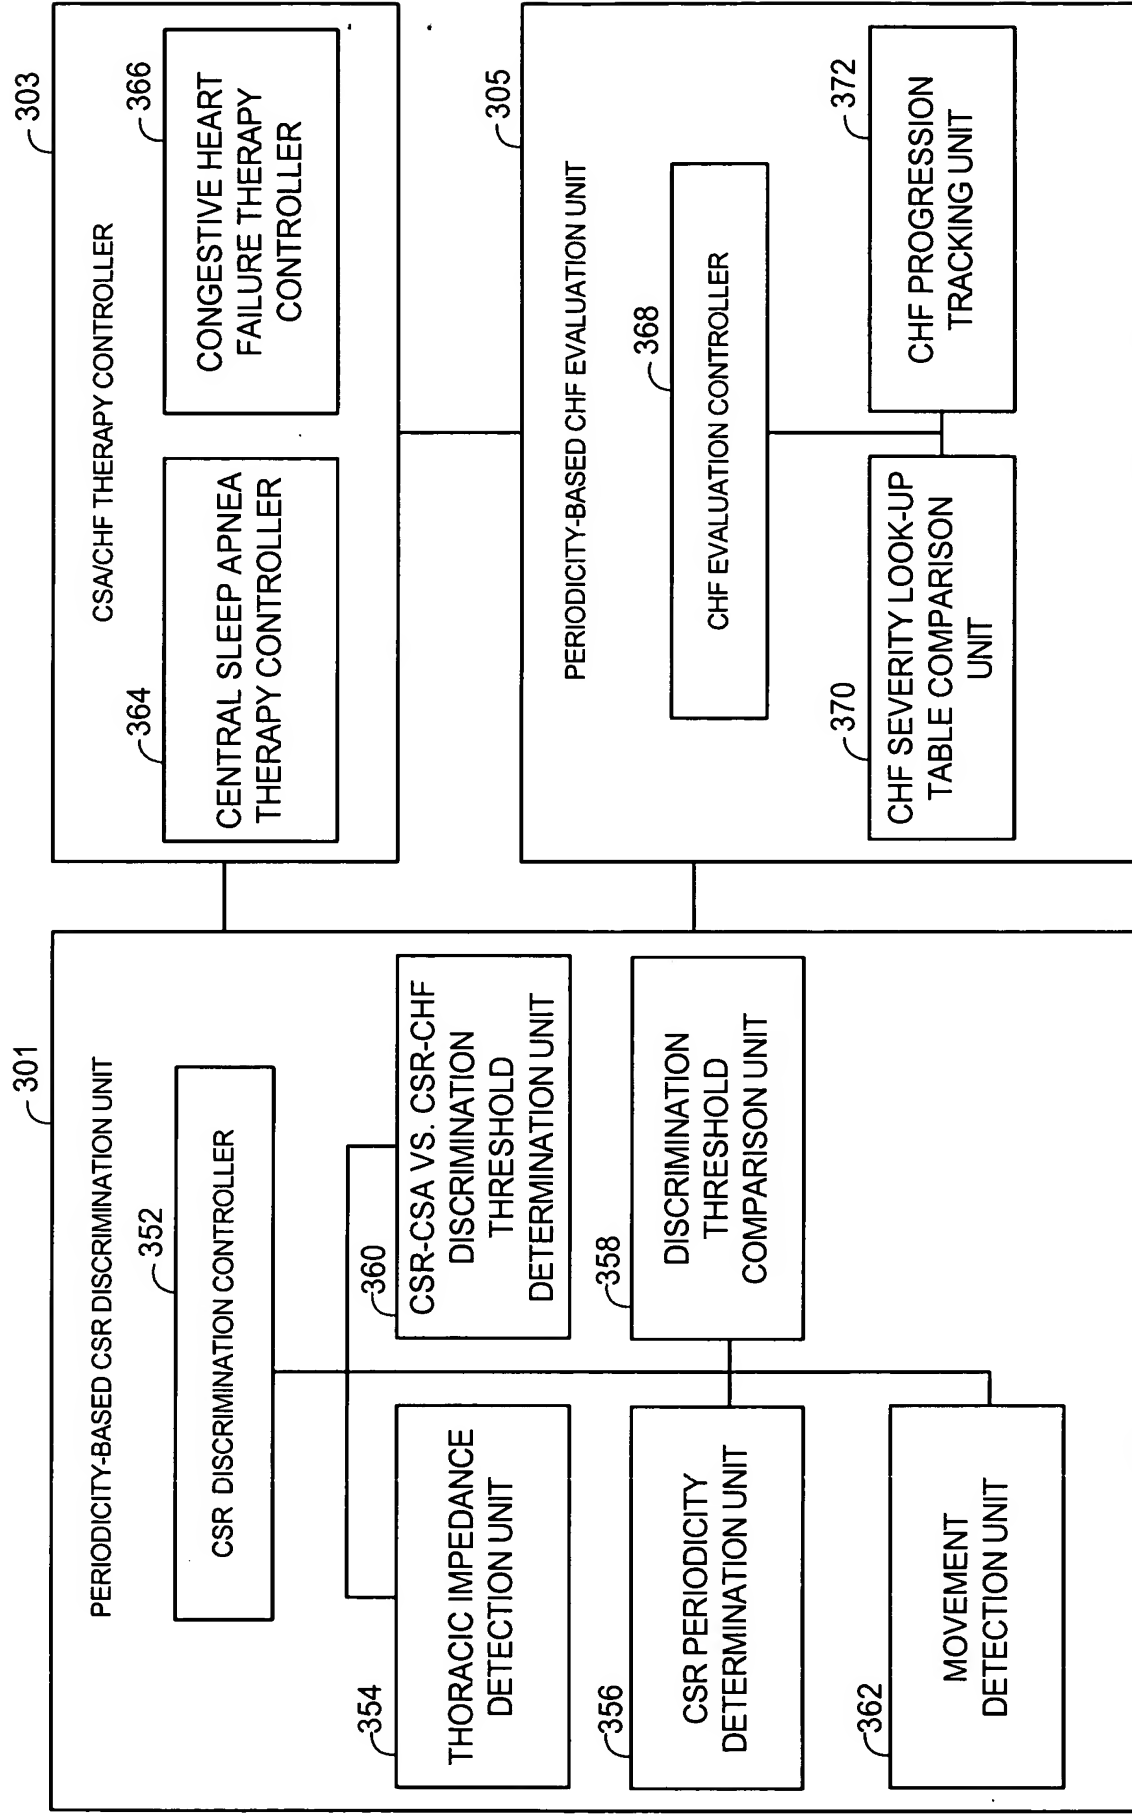 301
PERIODICITY-BASED CSR DISCRIMINATION UNIT
352
CSR DISCRIMINATION CONTROLLER
354
THORACIC IMPEDANCE
DETECTION UNIT
360
CSR-CSA VS. CSR-CHF
DISCRIMINATION
THRESHOLD
DETERMINATION UNIT
356
CSR PERIODICITY
DETERMINATION UNIT
358
DISCRIMINATION
THRESHOLD
COMPARISON UNIT
362
MOVEMENT
DETECTION UNIT
303
CSA/CHF THERAPY CONTROLLER
364
CENTRAL SLEEP APNEA
THERAPY CONTROLLER
366
CONGESTIVE HEART
FAILURE THERAPY
CONTROLLER
305
PERIODICITY-BASED CHF EVALUATION UNIT
368
CHF EVALUATION CONTROLLER
370
CHF SEVERITY LOOK-UP
TABLE COMPARISON
UNIT
372
CHF PROGRESSION
TRACKING UNIT